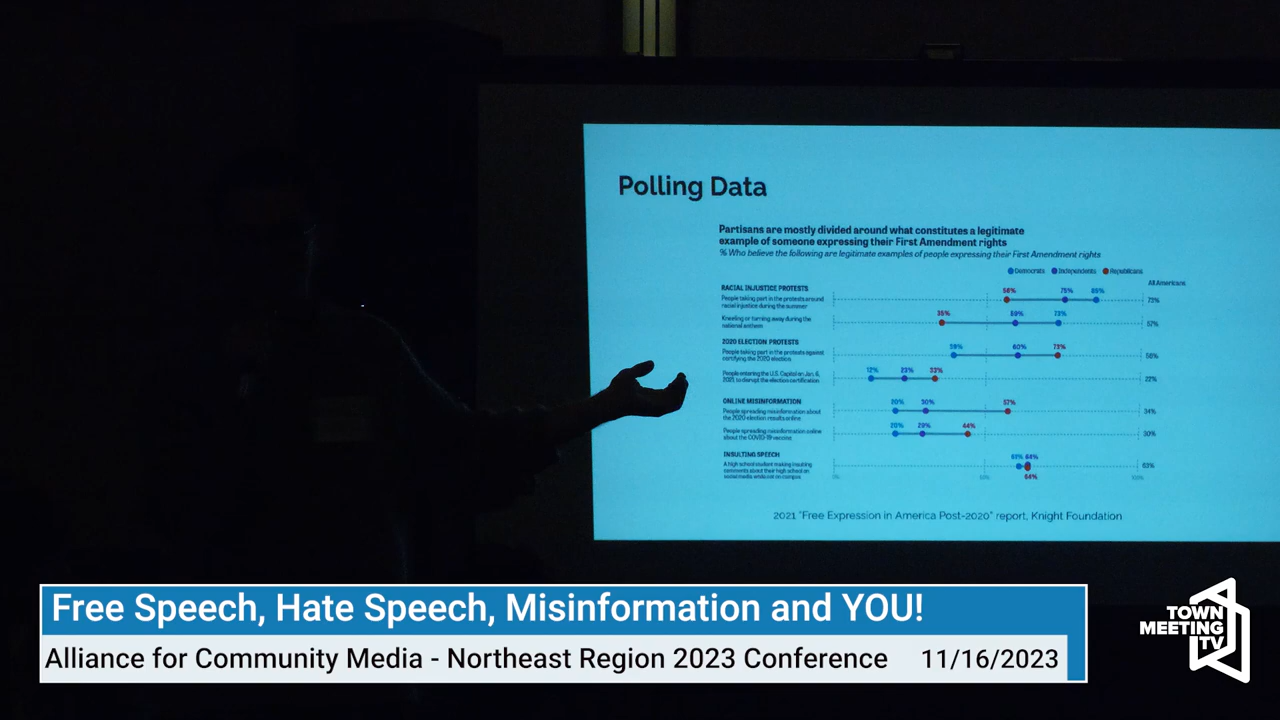 Polling Data
Partisans are mostly divided around what constitutes a legitimate
example of someone expressing their First Amendment rights
% Who believe the following are legitimate examples of people expressing their First Amendment rights
Democrats Independents Republicans
All Americans
RACIAL INJUSTICE PROTESTS
People taking part in the protests around
racial injustice during the summer
56% 75% 85% 72%
Kneeling or turning away during the
national anthem
35% 59% 73% 57%
2020 ELECTION PROTESTS
People taking part in the protests against
certifying the 2020 election
39% 60% 73% 56%
People entering the U.S. Capitol on Jan. 6,
2021, to disrupt the election certification
12% 23% 33% 22%
ONLINE MISINFORMATION
People spreading misinformation about
the 2020 election results online
20% 30% 57% 34%
People spreading misinformation online
about the COVID-19 vaccine
20% 29% 44% 30%
INSULTING SPEECH
A high school student making insulting
comments about their high school on
social media while not on campus
64% 63%
64%
0% 50% 100%
2021 "Free Expression in America Post-2020" report, Knight Foundation
Free Speech, Hate Speech, Misinformation and YOU!
Alliance for Community Media - Northeast Region 2023 Conference 11/16/2023
TOWN
MEETING
TV